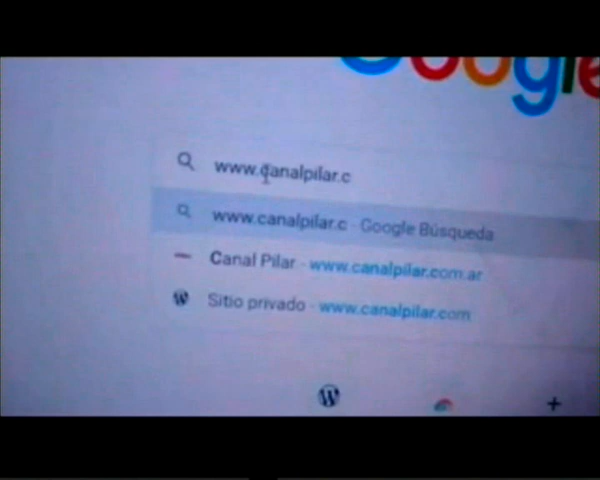 Google
www.canalpilar.c
www.canalpilar.c - Google Búsqueda
Canal Pilar - www.canalpilar.com.ar
Sitio privado - www.canalpilar.com